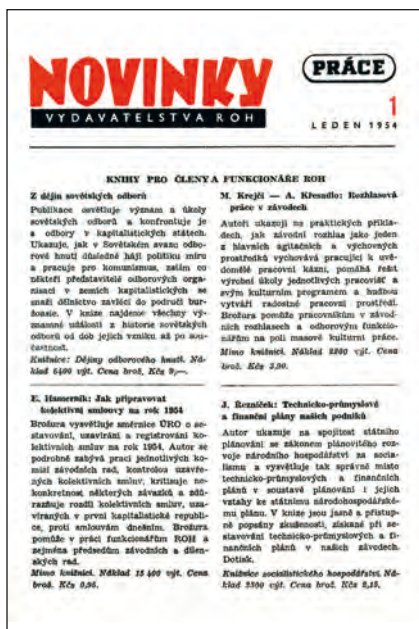 NOVINKY
VYDAVATELSTVA ROH
PRÁCE
1
LEDEN 1954
KNIHY PRO ČLENY A FUNKCIONÁŘE ROH
Z dějin sovětských odborů
Publikace osvětluje význam a úkoly
sovětských odborů a konfrontuje je
s odbory v kapitalistických státech.
Ukazuje, jak v Sovětském svazu odbo-
rové hnutí důsledně hájí politiku míru
a pracuje pro komunismus, zatím co
někteří představitelé odborových orga-
nisací v zemích kapitalistických se
snaží dělnictvo zavléci do područí bur-
žoasie. V knize najdeme všechny vý-
znamné události z historie sovětských
odborů od dob jejich vzniku až po sou-
časnost.
Knižnice: Dějiny odborového hnutí. Ná-
klad 6400 výt. Cena brož. Kčs 9,—.
E. Hamerník: Jak připravovat
kolektivní smlouvy na rok 1954
Brožura vysvětluje směrnice ÚRO o se-
stavování, uzavírání a registrování ko-
lektivních smluv na rok 1954. Autor se
podrobně zabývá prací jednotlivých ko-
misí závodních rad, kontrolou uzavře-
ných kolektivních smluv, kritisuje ne-
konkretnost některých závazků a zdů-
razňuje rozdíl kolektivních smluv, uza-
víraných v první kapitalistické republi-
ce, proti smlouvám dnešním. Brožura
pomůže v práci funkcionářům ROH a
zejména předsedům závodních a dílen-
ských rad.
Mimo knižnici. Náklad 15 400 výt. Cena
brož. Kčs 0,96.
M. Krejčí — A. Křesadlo: Rozhlasová
práce v závodech
Autoři ukazují na praktických příkla-
dech, jak závodní rozhlas jako jeden
z hlavních agitačních a výchovných
prostředků vychovává pracující k uvě-
domělé pracovní kázni, pomáhá řešit
výrobní úkoly jednotlivých pracovišť a
svým kulturním programem a hudbou
vytváří radostné pracovní prostředí.
Brožura pomůže pracovníkům v závod-
ních rozhlasech a odborovým funkcio-
nářům na poli masové kulturní práce.
Mimo knižnici. Náklad 2200 výt. Cena
brož. Kčs 3,90.
J. Řezníček: Technicko-průmyslové
a finanční plány našich podniků
Autor ukazuje na spojitost státního
plánování se zákonem plánovitého roz-
voje národního hospodářství za socia-
lismu a vysvětluje tak správné místo
technicko-průmyslových a finančních
plánů v soustavě plánování i jejich
vztahy ke státnímu národohospodářské-
mu plánu. V knize jsou jasně a přístup-
ně popsány zkušenosti, získané při se-
stavování technicko-průmyslových a fi-
nančních plánů v našich závodech.
Dotisk.
Knižnice socialistického hospodářství. Ná-
klad 3300 výt. Cena brož. Kčs 8,15.